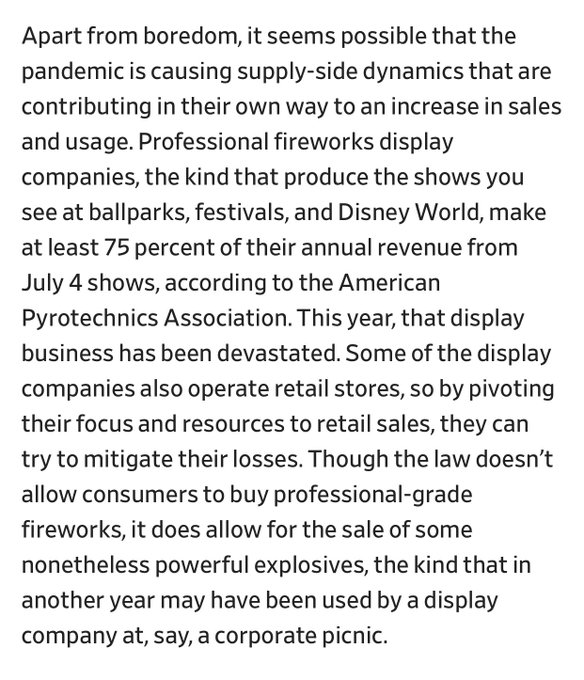 Apart from boredom, it seems possible that the
pandemic is causing supply-side dynamics that are
contributing in their own way to an increase in sales
and usage. Professional fireworks display
companies, the kind that produce the shows you
see at ballparks, festivals, and Disney World, make
at least 75 percent of their annual revenue from
July 4 shows, according to the American
Pyrotechnics Association. This year, that display
business has been devastated. Some of the display
companies also operate retail stores, so by pivoting
their focus and resources to retail sales, they can
try to mitigate their losses. Though the law doesn’t
allow consumers to buy professional-grade
fireworks, it does allow for the sale of some
nonetheless powerful explosives, the kind that in
another year may have been used by a display
company at, say, a corporate picnic.